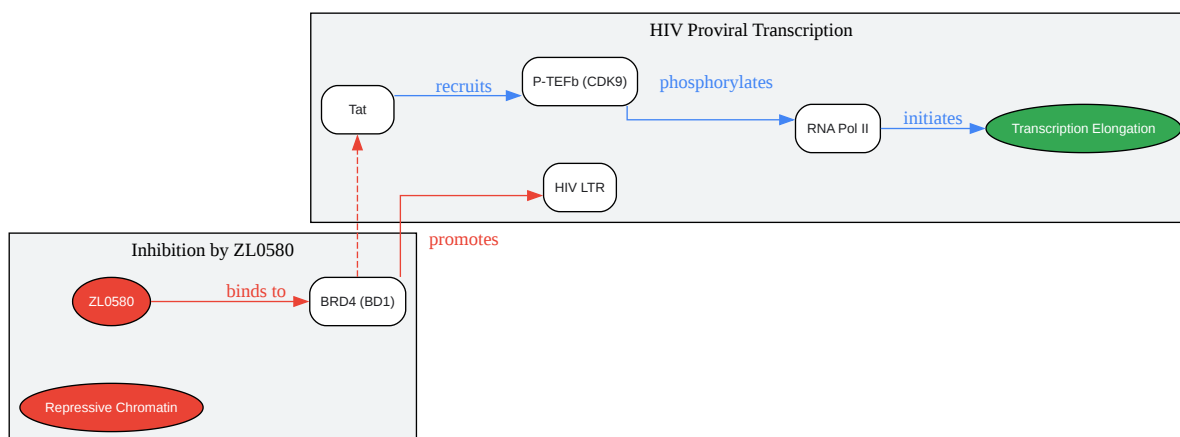 HIV Proviral Transcription
P-TEFb (CDK9)
recruits
phosphorylates
Tat
RNA Pol II
initiates
Transcription Elongation
HIV LTR
promotes
Inhibition by ZL0580
ZL0580
binds to
BRD4 (BD1)
Repressive Chromatin